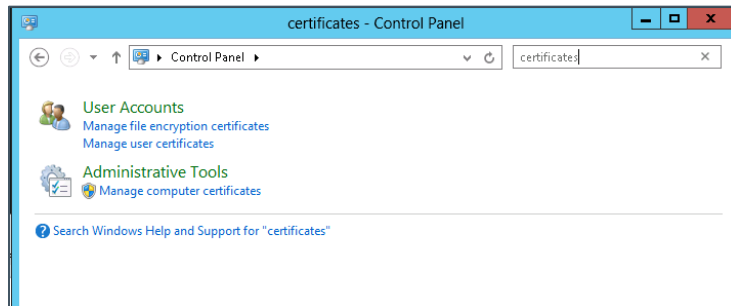 certificates - Control Panel
Control Panel
certificates
User Accounts
Manage file encryption certificates
Manage user certificates
Administrative Tools
Manage computer certificates
Search Windows Help and Support for "certificates"